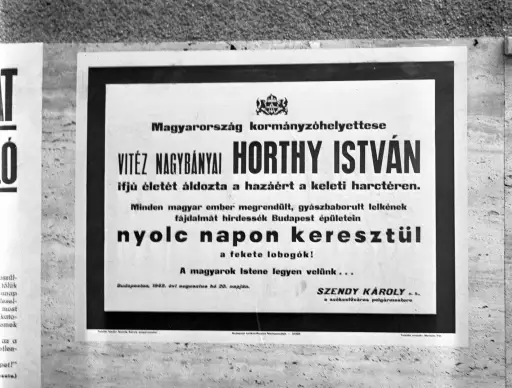 AT
LÓ
Magyarország kormányzóhelyettese
VITÉZ NAGYBÁNYAI HORTHY ISTVÁN
ifjú életét áldozta a hazáért a keleti harctéren.
Minden magyar ember megrendült, gyászbaborult lelkének
fájdalmát hirdessék Budapest épületein
nyolc napon keresztül
a fekete lobogók!
A magyarok Istene legyen velünk...
Budapesten, 1942. évi augusztus hó 20. napján.
SZENDY KÁROLY s. k.,
a székesfőváros polgármestere